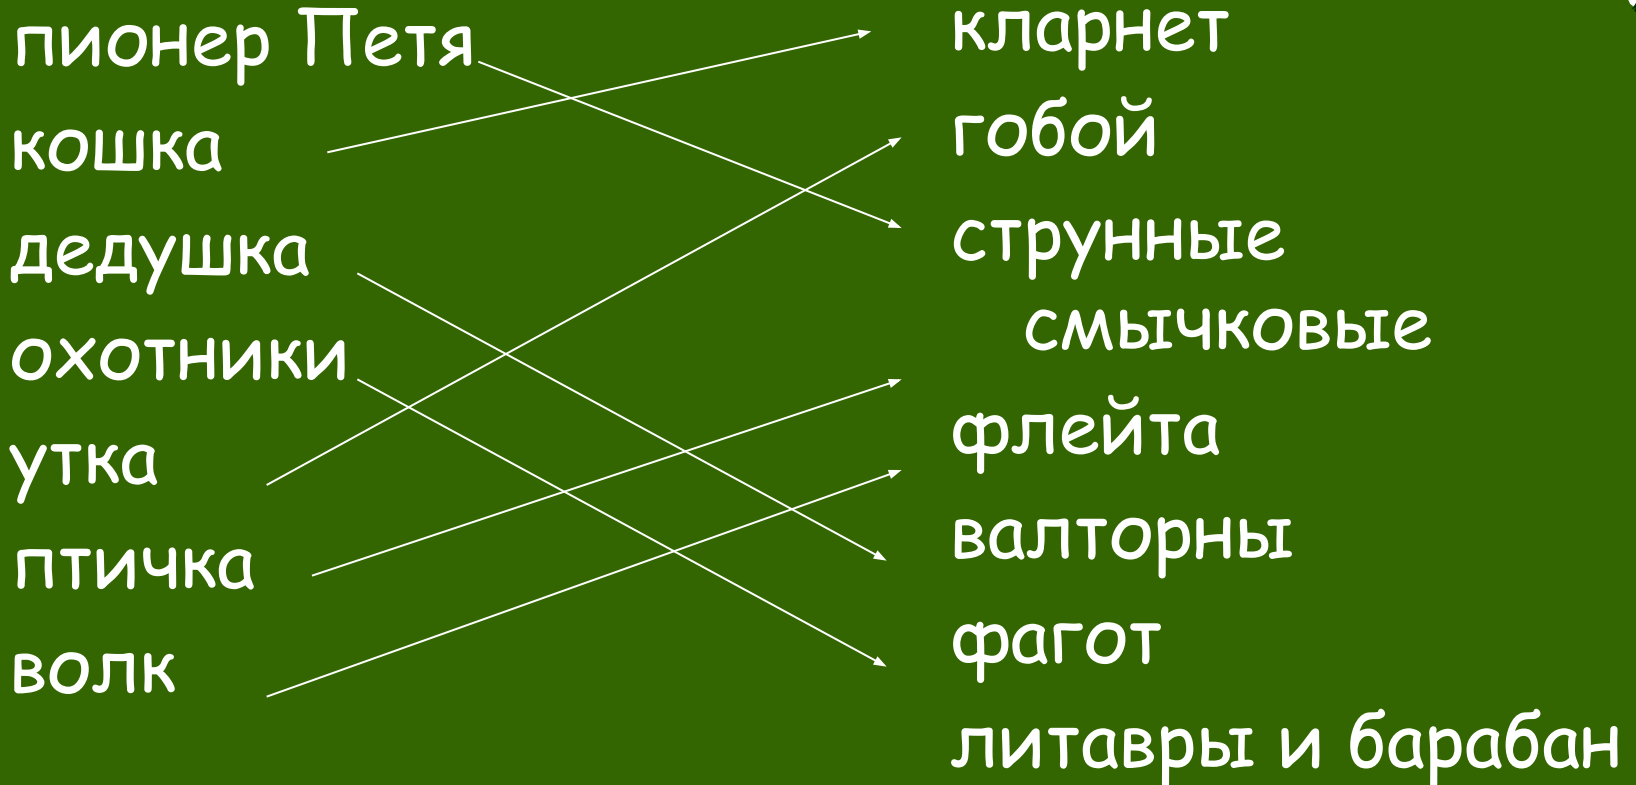 пионер Петя
кошка
дедушка
охотники
утка
птичка
волк
кларнет
гобой
струнные
смычковые
флейта
валторны
фагот
литавры и барабан